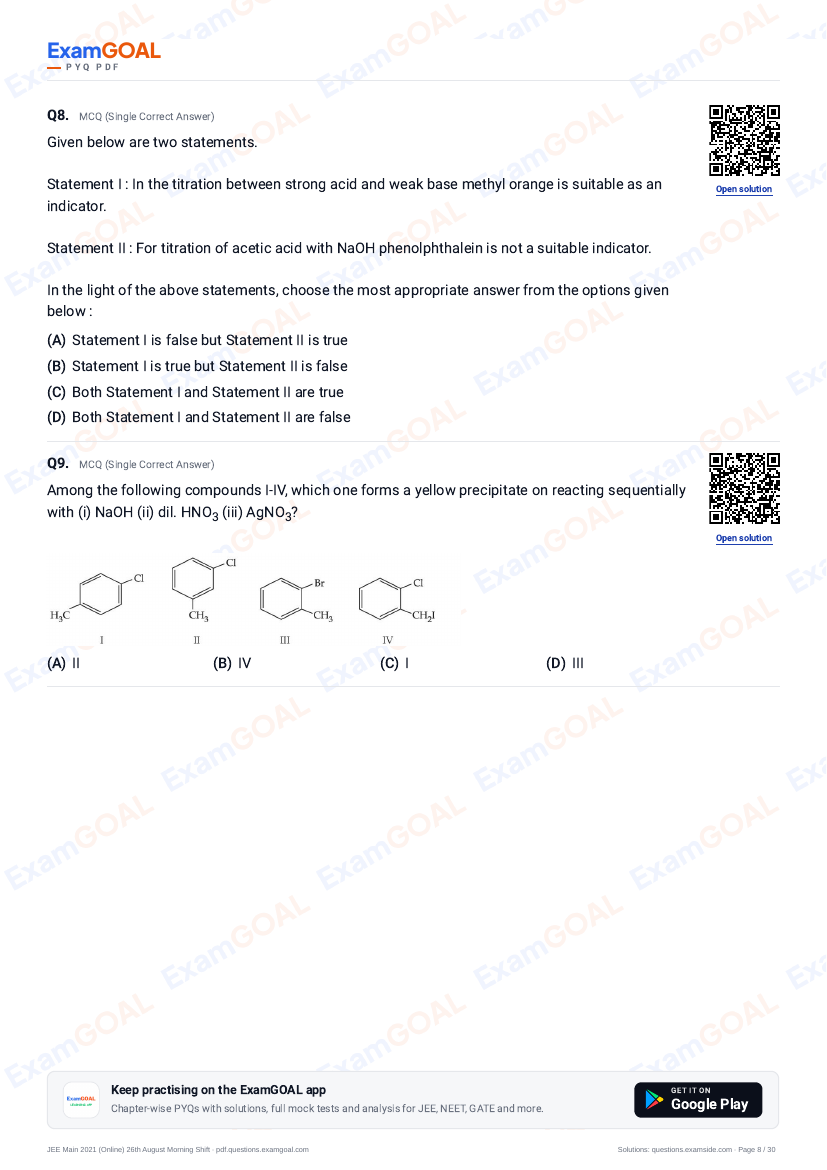 ExamGOAL
PYQ PDF
Q8. MCQ (Single Correct Answer)
Given below are two statements.
Open solution
Statement I : In the titration between strong acid and weak base methyl orange is suitable as an
indicator.
Statement II : For titration of acetic acid with NaOH phenolphthalein is not a suitable indicator.
In the light of the above statements, choose the most appropriate answer from the options given
below :
(A) Statement I is false but Statement II is true
(B) Statement I is true but Statement II is false
(C) Both Statement I and Statement II are true
(D) Both Statement I and Statement II are false
Q9. MCQ (Single Correct Answer)
Among the following compounds I-IV, which one forms a yellow precipitate on reacting sequentially
with (i) NaOH (ii) dil. HNO3 (iii) AgNO3?
Open solution
Cl Cl Br Cl
H3C CH3 CH3 CH2I
I II III IV
(A) II (B) IV (C) I (D) III
Keep practising on the ExamGOAL app
Chapter-wise PYQs with solutions, full mock tests and analysis for JEE, NEET, GATE and more.
GET IT ON
Google Play
JEE Main 2021 (Online) 26th August Morning Shift · pdf.questions.examgoal.com
Solutions: questions.examside.com · Page 8 / 30